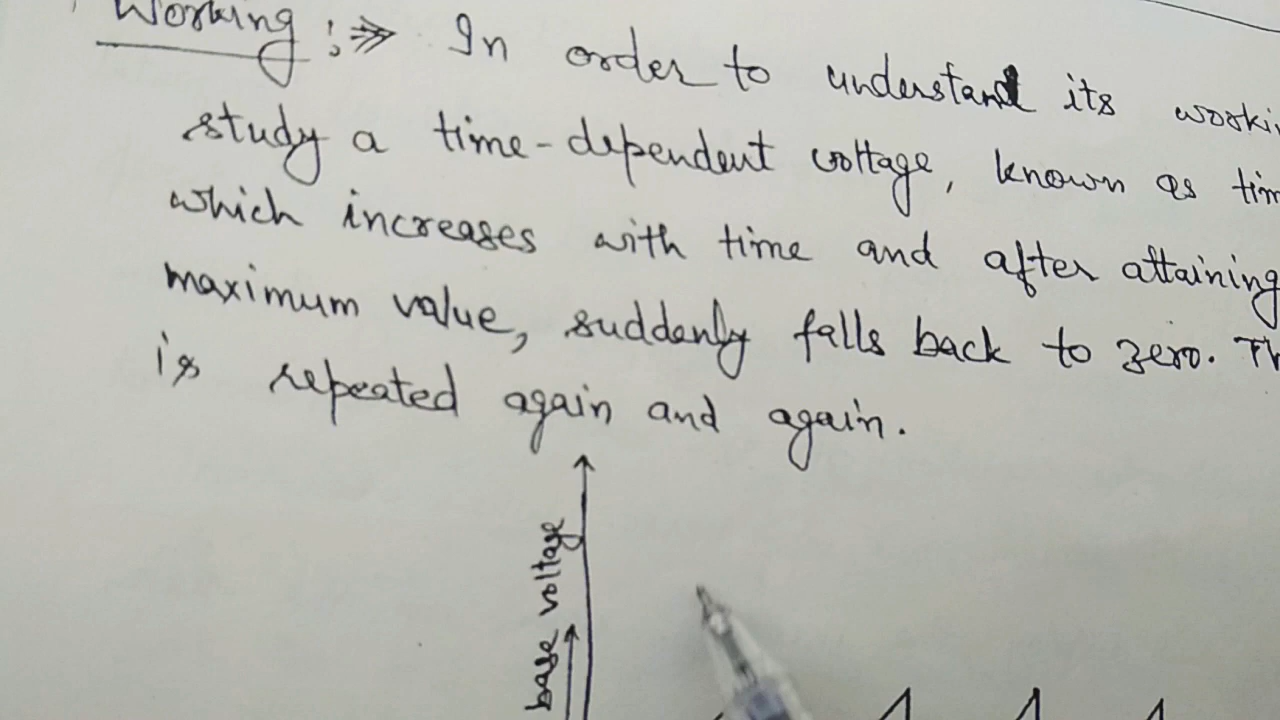 Working :⇒ In order to understand its workin
study a time-dependent voltage, known as tim
which increases with time and after attaining
maximum value, suddenly falls back to zero. Th
is repeated again and again.
base voltage